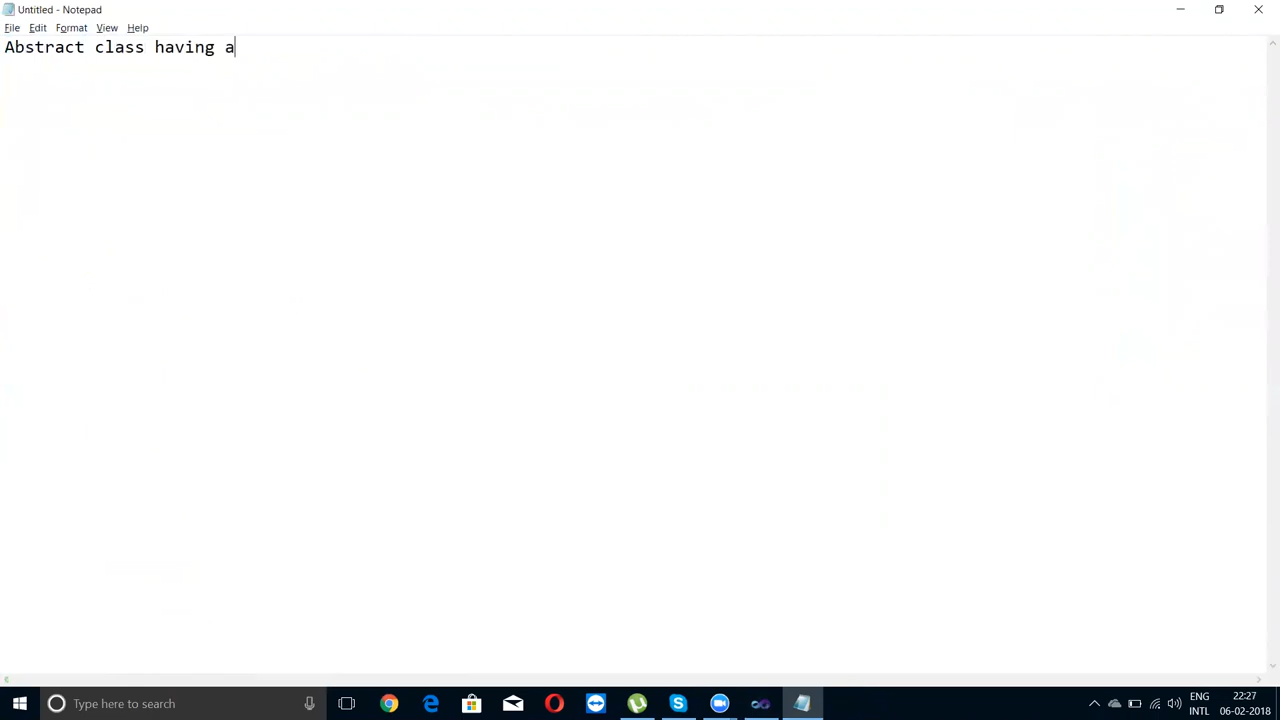 Untitled - Notepad
File Edit Format View Help
Abstract class having a
Type here to search
ENG 22:27
INTL 06-02-2018